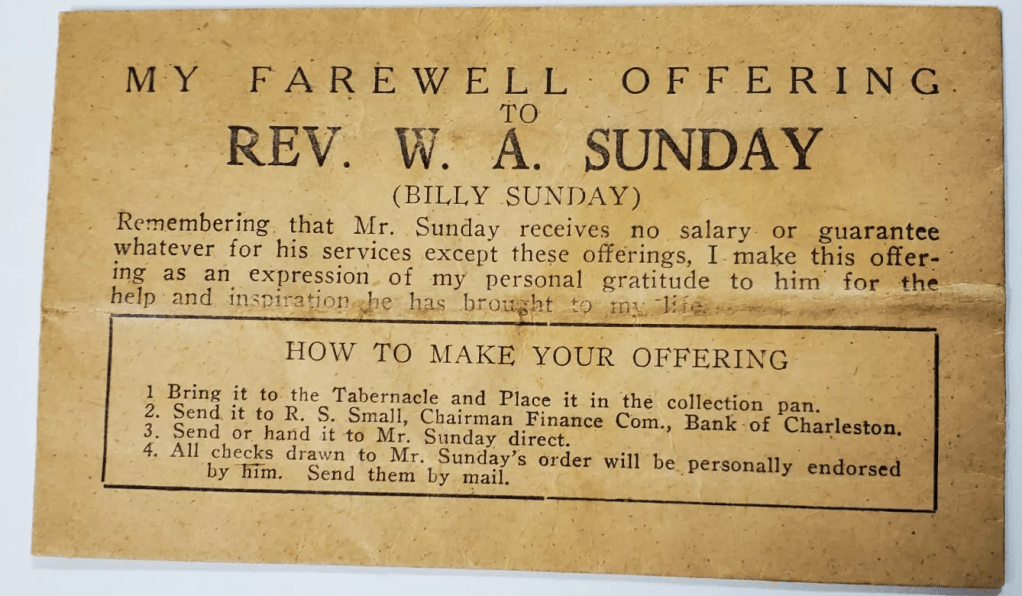 MY FAREWELL OFFERING
TO
REV. W. A. SUNDAY
(BILLY SUNDAY)
Remembering that Mr. Sunday receives no salary or guarantee
whatever for his services except these offerings, I make this offer-
ing as an expression of my personal gratitude to him for the
help and inspiration he has brought to my life.
HOW TO MAKE YOUR OFFERING
1 Bring it to the Tabernacle and Place it in the collection pan.
2. Send it to R. S. Small, Chairman Finance Com., Bank of Charleston.
3. Send or hand it to Mr. Sunday direct.
4. All checks drawn to Mr. Sunday's order will be personally endorsed
by him. Send them by mail.